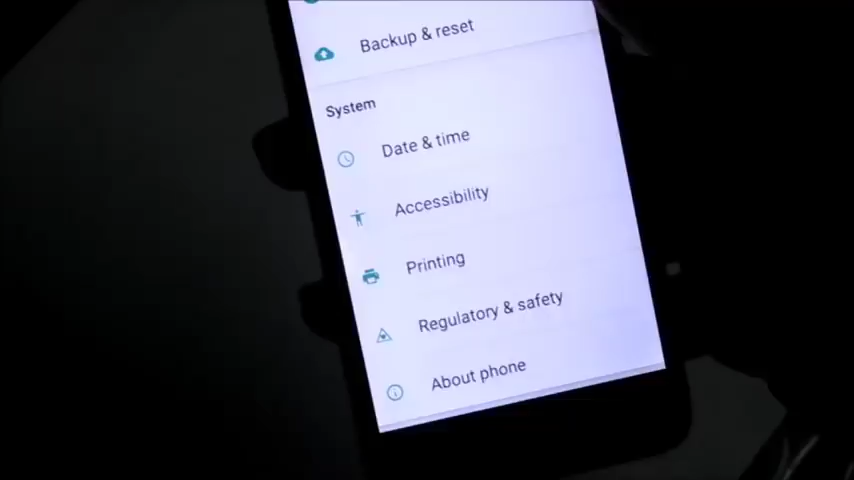 Backup & reset
System
Date & time
Accessibility
Printing
Regulatory & safety
About phone